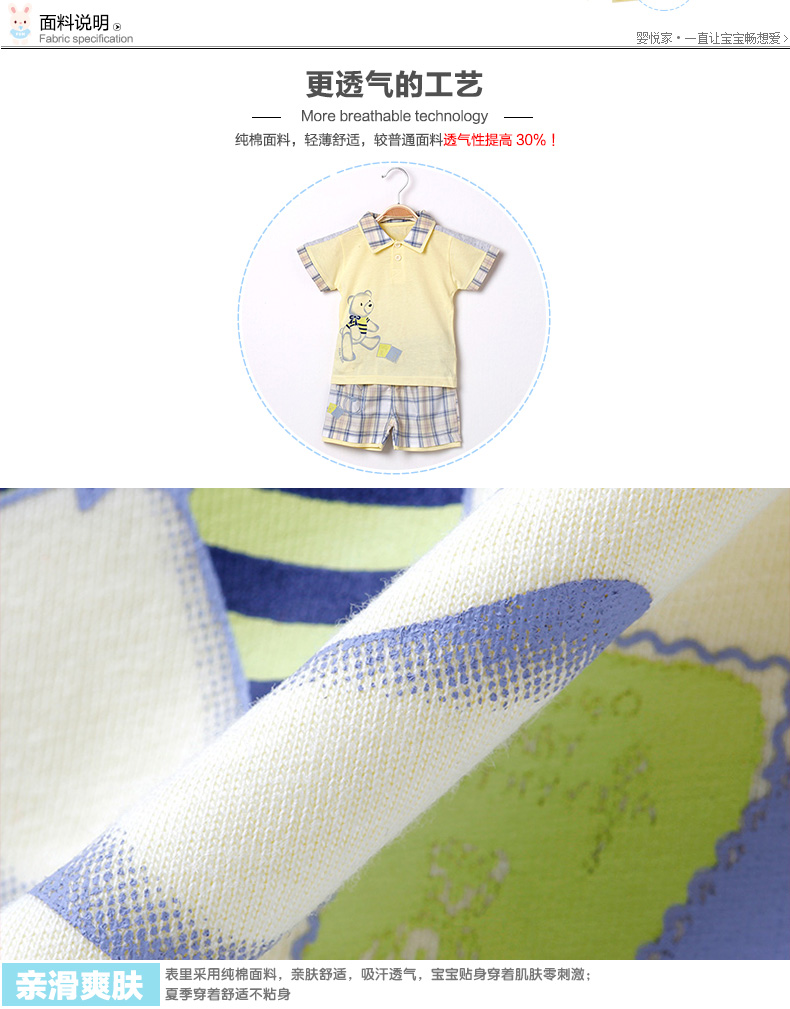 面料说明
Fabric specification
婴悦家·一直让宝宝畅想爱>
更透气的工艺
More breathable technology
纯棉面料，轻薄舒适，较普通面料透气性提高 30%！
亲滑爽肤
表里采用纯棉面料，亲肤舒适，吸汗透气，宝宝贴身穿着肌肤零刺激；
夏季穿着舒适不粘身